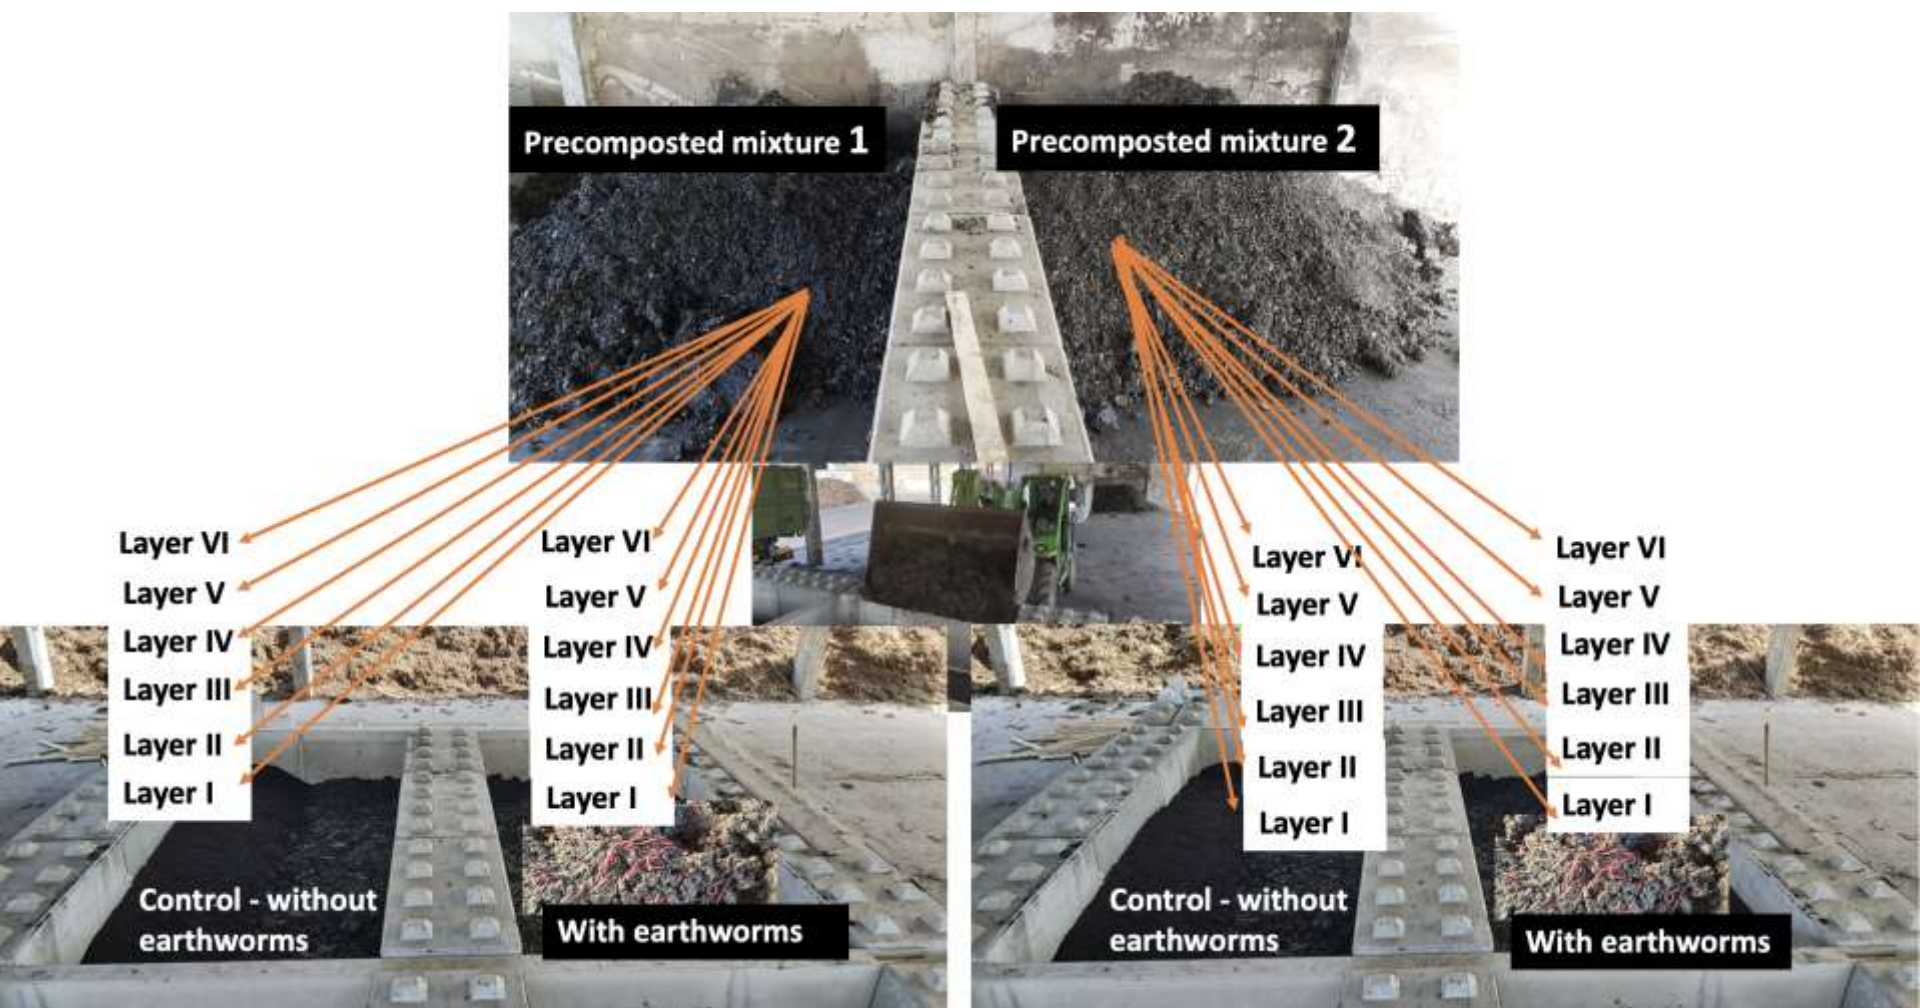 Precomposted mixture 1
Precomposted mixture 2
Layer VI
Layer V
Layer IV
Layer III
Layer II
Layer I
Control - without
earthworms
Layer VI
Layer V
Layer IV
Layer III
Layer II
Layer I
With earthworms
Layer VI
Layer V
Layer IV
Layer III
Layer II
Layer I
Control - without
earthworms
Layer VI
Layer V
Layer IV
Layer III
Layer II
Layer I
With earthworms